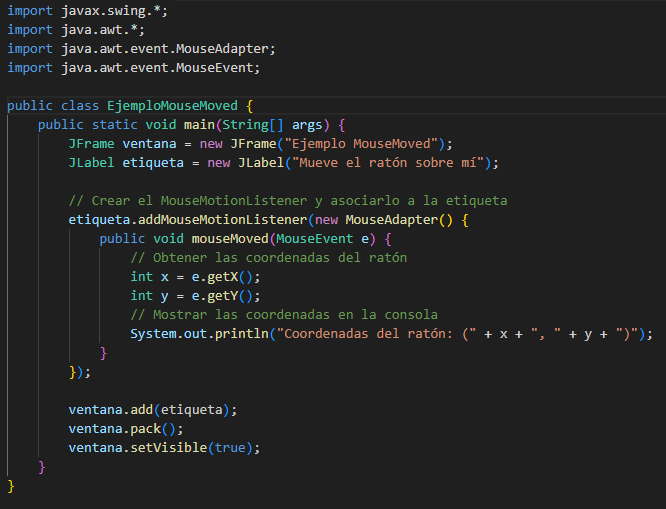 import javax.swing.*;
import java.awt.*;
import java.awt.event.MouseAdapter;
import java.awt.event.MouseEvent;

public class EjemploMouseMoved {
    public static void main(String[] args) {
        JFrame ventana = new JFrame("Ejemplo MouseMoved");
        JLabel etiqueta = new JLabel("Mueve el ratón sobre mí");

        // Crear el MouseMotionListener y asociarlo a la etiqueta
        etiqueta.addMouseMotionListener(new MouseAdapter() {
            public void mouseMoved(MouseEvent e) {
                // Obtener las coordenadas del ratón
                int x = e.getX();
                int y = e.getY();
                // Mostrar las coordenadas en la consola
                System.out.println("Coordenadas del ratón: (" + x + ", " + y + ")");
            }
        });

        ventana.add(etiqueta);
        ventana.pack();
        ventana.setVisible(true);
    }
}